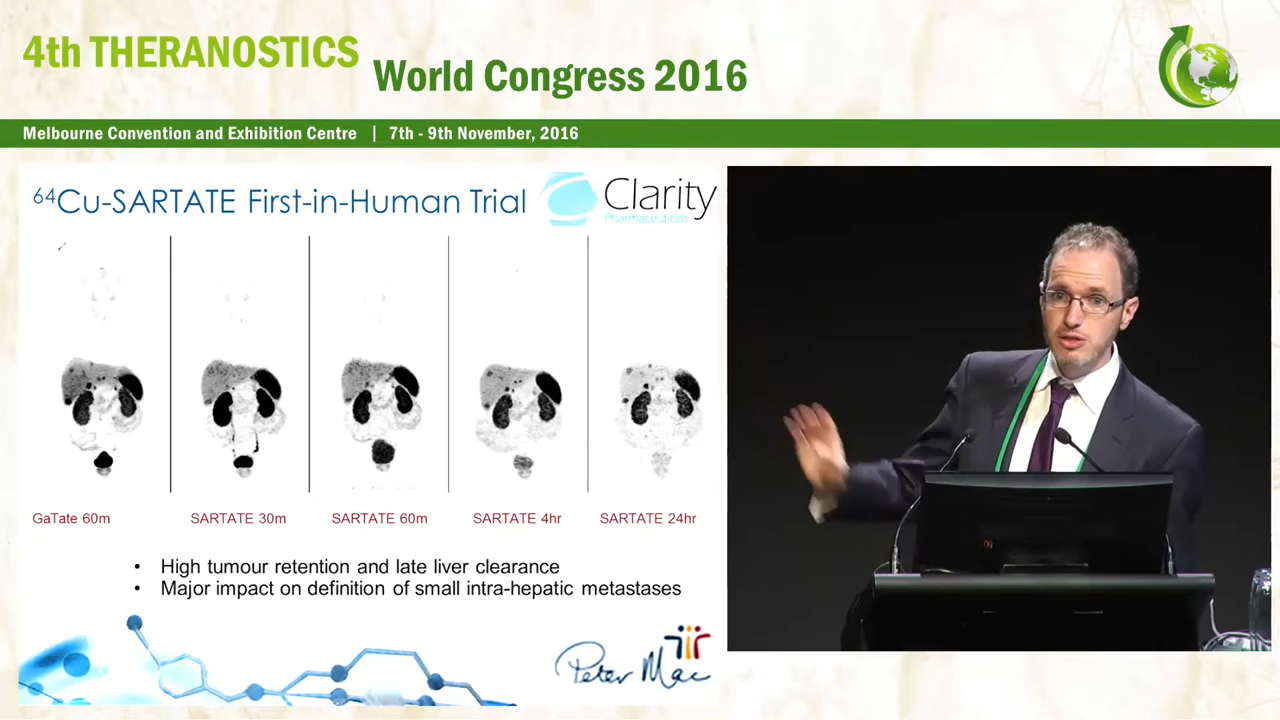 4th THERANOSTICS
World Congress 2016
Melbourne Convention and Exhibition Centre | 7th - 9th November, 2016
⁶⁴Cu-SARTATE First-in-Human Trial
Clarity
Pharmaceuticals
GaTate 60m
SARTATE 30m
SARTATE 60m
SARTATE 4hr
SARTATE 24hr
• High tumour retention and late liver clearance
• Major impact on definition of small intra-hepatic metastases
Peter Mac